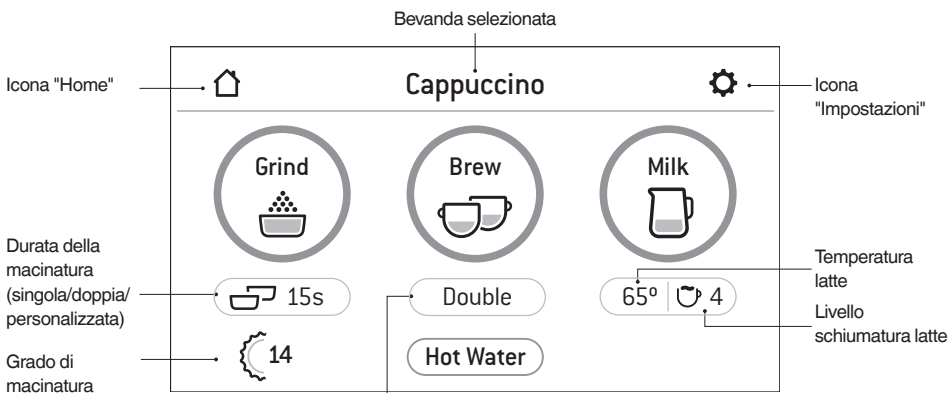 Bevanda selezionata
Icona "Home"
Cappuccino
Icona
"Impostazioni"
Grind
Brew
Milk
Durata della
macinatura
(singola/doppia/
personalizzata)
15s
Double
65º
4
Temperatura
latte
Livello
schiumatura latte
Grado di
macinatura
14
Hot Water